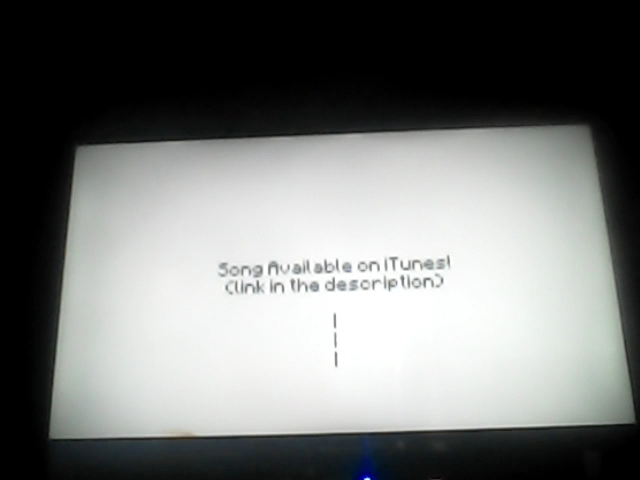 Song Available on iTunes!
(link in the description)
|
|
|